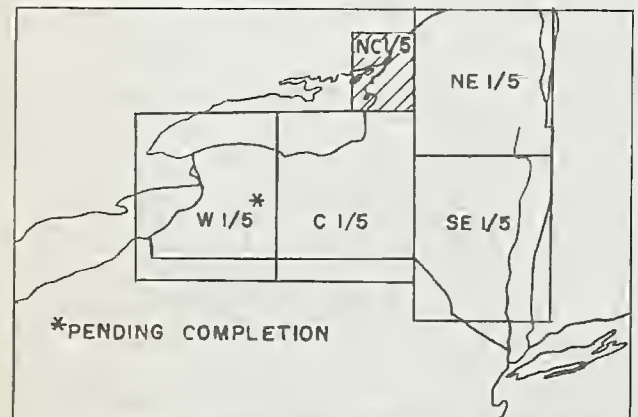 NC 1/5
NE 1/5
W 1/5*
C 1/5
SE 1/5
*PENDING COMPLETION